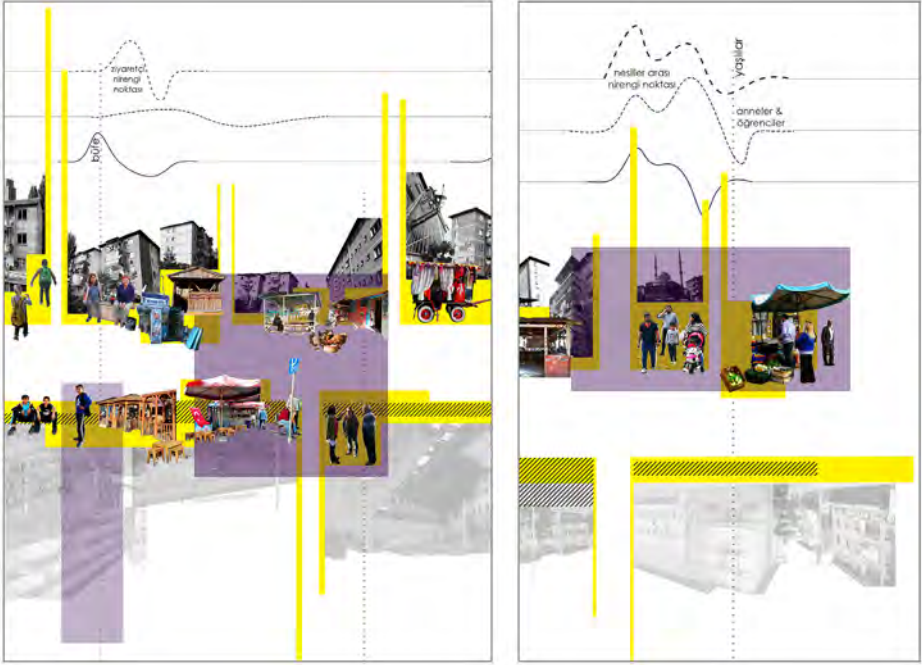 ziyaretçi
nirengi
noktası
büfe
nesiller arası
nirengi noktası
yaşlılar
anneler &
öğrenciler